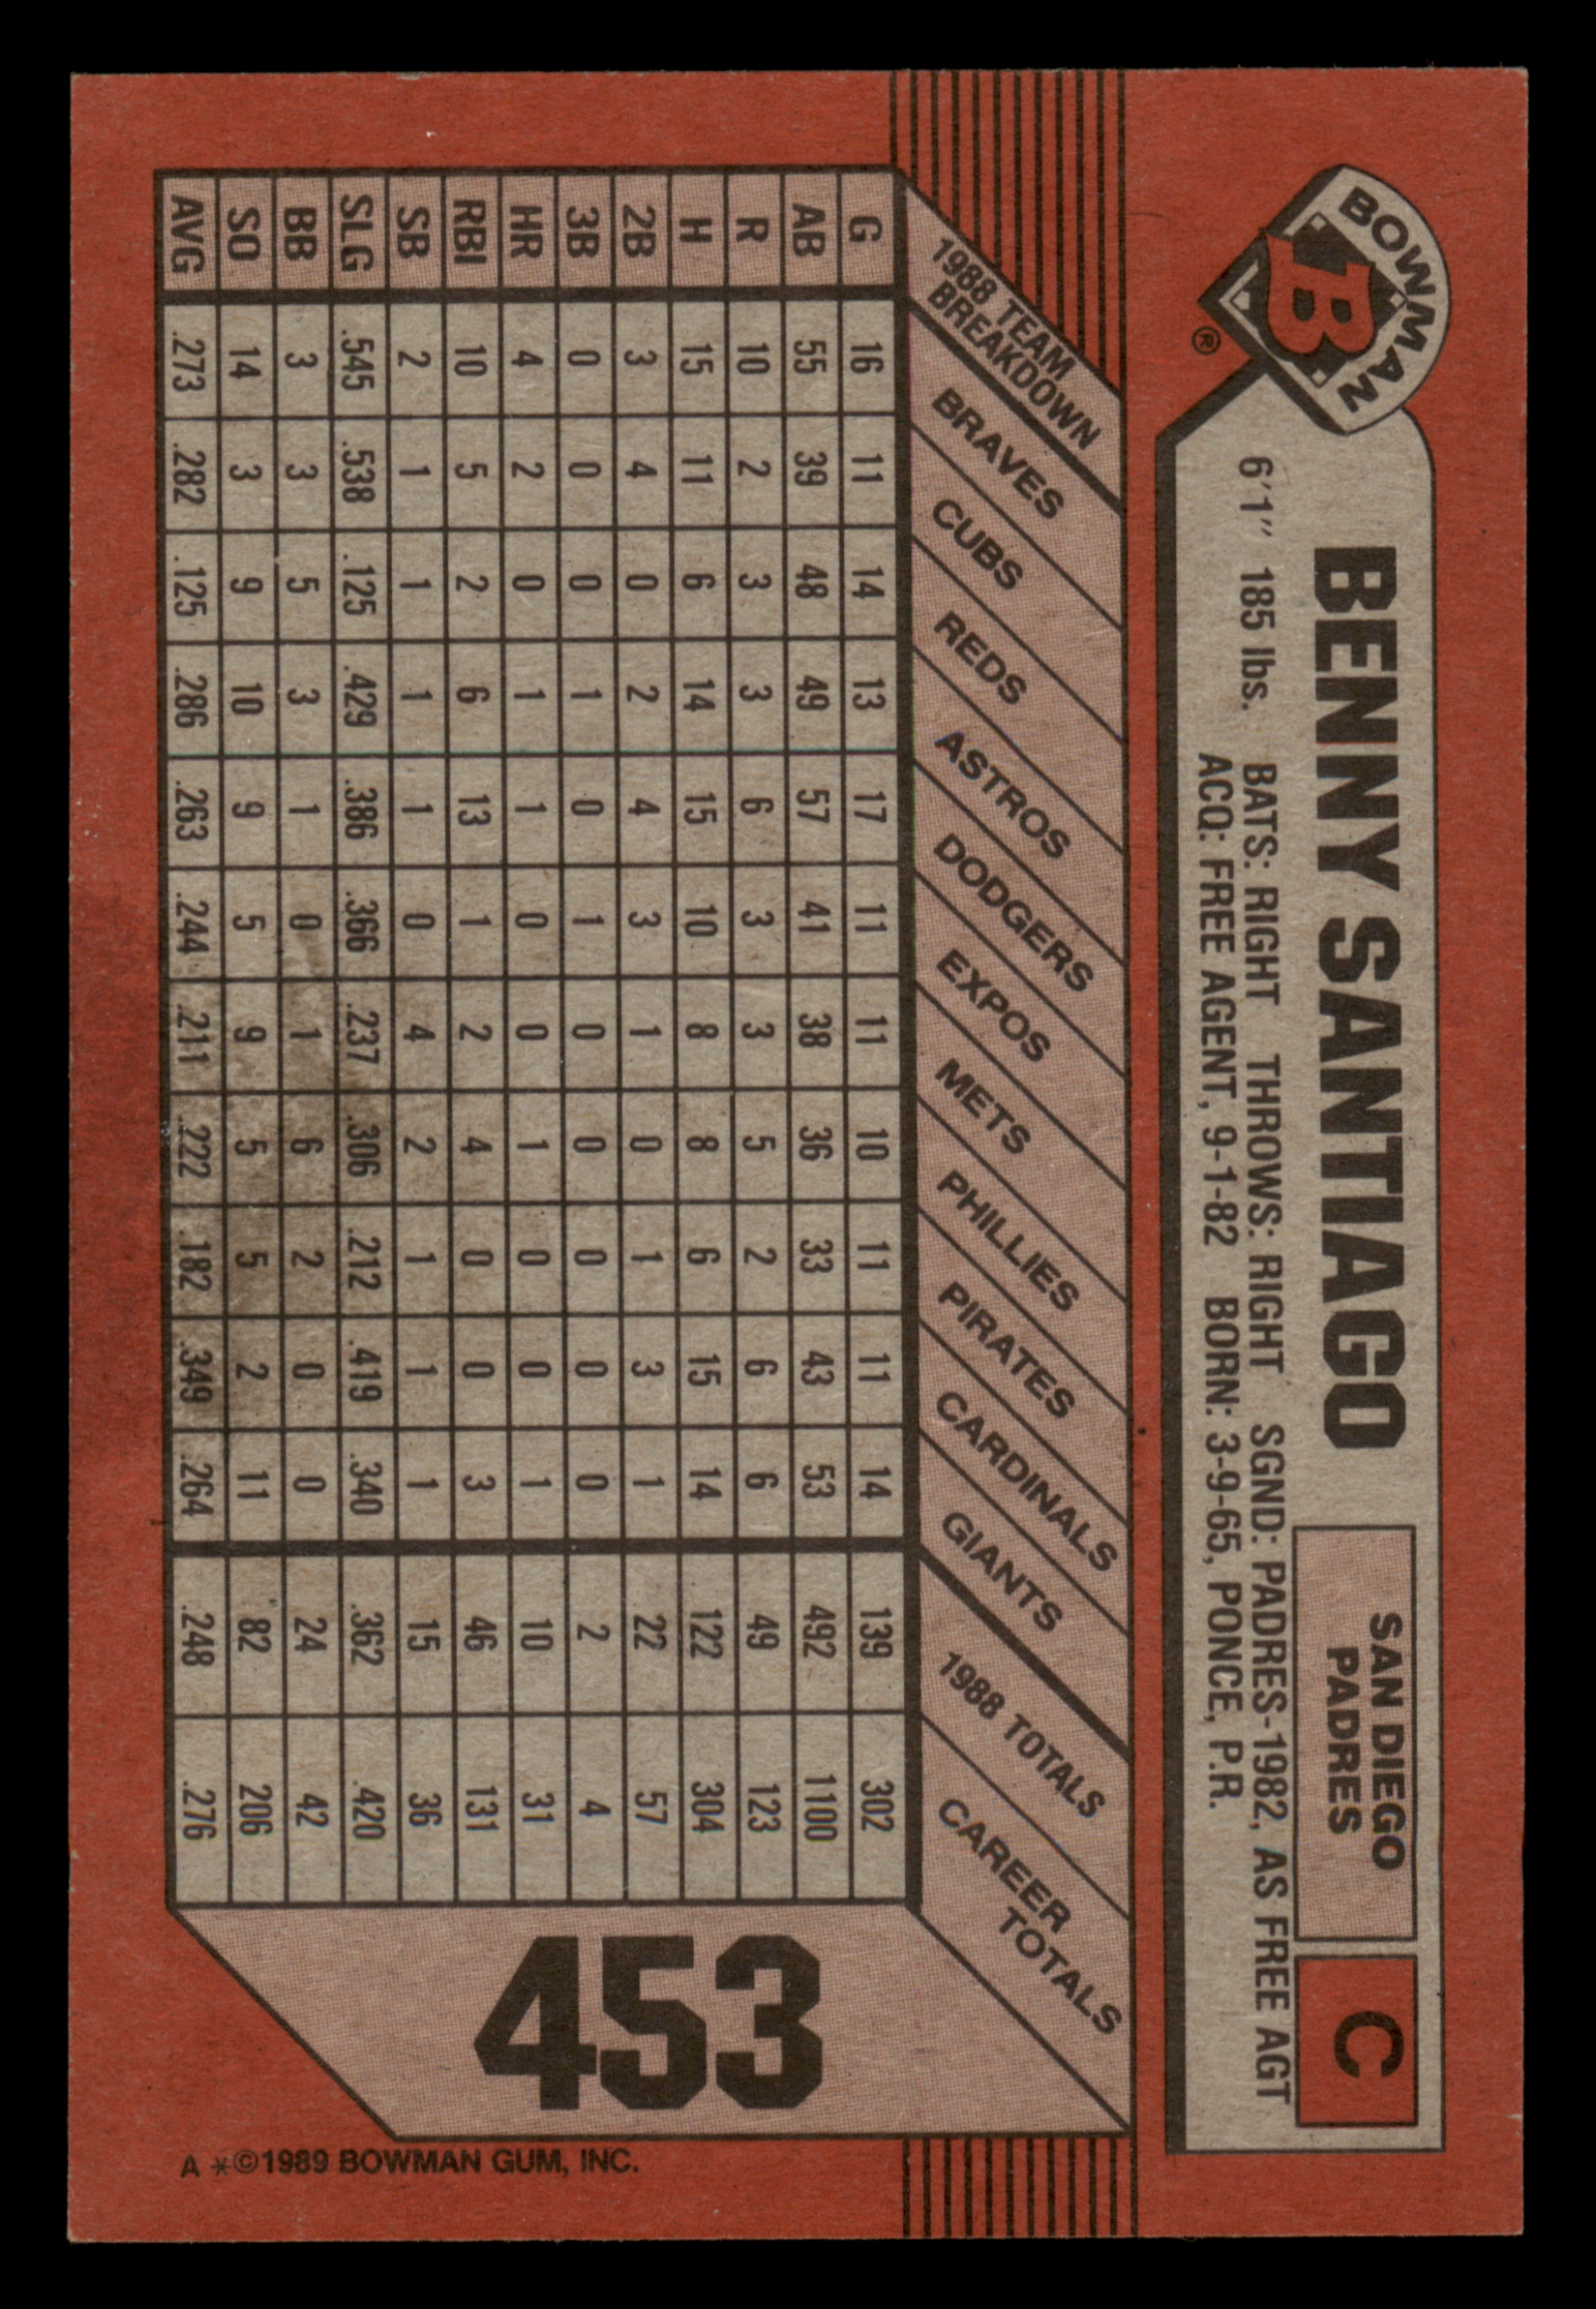 BOWMAN
B
®
BENNY SANTIAGO
SAN DIEGO
PADRES
C
6'1" 185 lbs. BATS: RIGHT THROWS: RIGHT SGND: PADRES-1982, AS FREE AGT
ACQ: FREE AGENT, 9-1-82 BORN: 3-9-65, PONCE, P.R.
1988 TEAM
BREAKDOWN
G AB R H 2B 3B HR RBI SB SLG BB SO AVG
BRAVES 16 55 10 15 3 0 4 10 2 .545 3 14 .273
CUBS 11 39 2 11 4 0 2 5 1 .538 3 3 .282
REDS 14 48 3 6 0 0 0 2 1 .125 5 9 .125
ASTROS 13 49 3 14 2 1 1 6 1 .429 3 10 .286
DODGERS 17 57 6 15 4 0 1 13 1 .386 1 9 .263
EXPOS 11 41 3 10 3 1 0 1 0 .366 0 5 .244
METS 11 38 3 8 1 0 0 2 4 .237 1 9 .211
PHILLIES 10 36 5 8 0 0 1 4 2 .306 6 5 .222
PIRATES 11 33 2 6 1 0 0 0 1 .212 2 5 .182
CARDINALS 11 43 6 15 3 0 0 0 1 .419 0 2 .349
GIANTS 14 53 6 14 1 0 1 3 1 .340 0 11 .264
1988 TOTALS 139 492 49 122 22 2 10 46 15 .362 24 82 .248
CAREER
TOTALS 302 1100 123 304 57 4 31 131 36 .420 42 206 .276
453
A *©1989 BOWMAN GUM, INC.